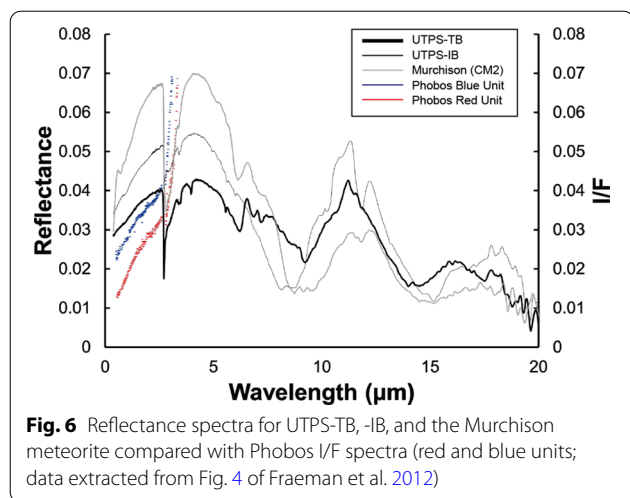 0.08
0.07
0.06
0.05
0.04
0.03
0.02
0.01
0
Reflectance
UTPS-TB
UTPS-IB
Murchison (CM2)
Phobos Blue Unit
Phobos Red Unit
0.08
0.07
0.06
0.05
0.04
0.03
0.02
0.01
0
I/F
0 5 10 15 20
Wavelength (µm)
Fig. 6 Reflectance spectra for UTPS-TB, -IB, and the Murchison
meteorite compared with Phobos I/F spectra (red and blue units;
data extracted from Fig. 4 of Fraeman et al. 2012)